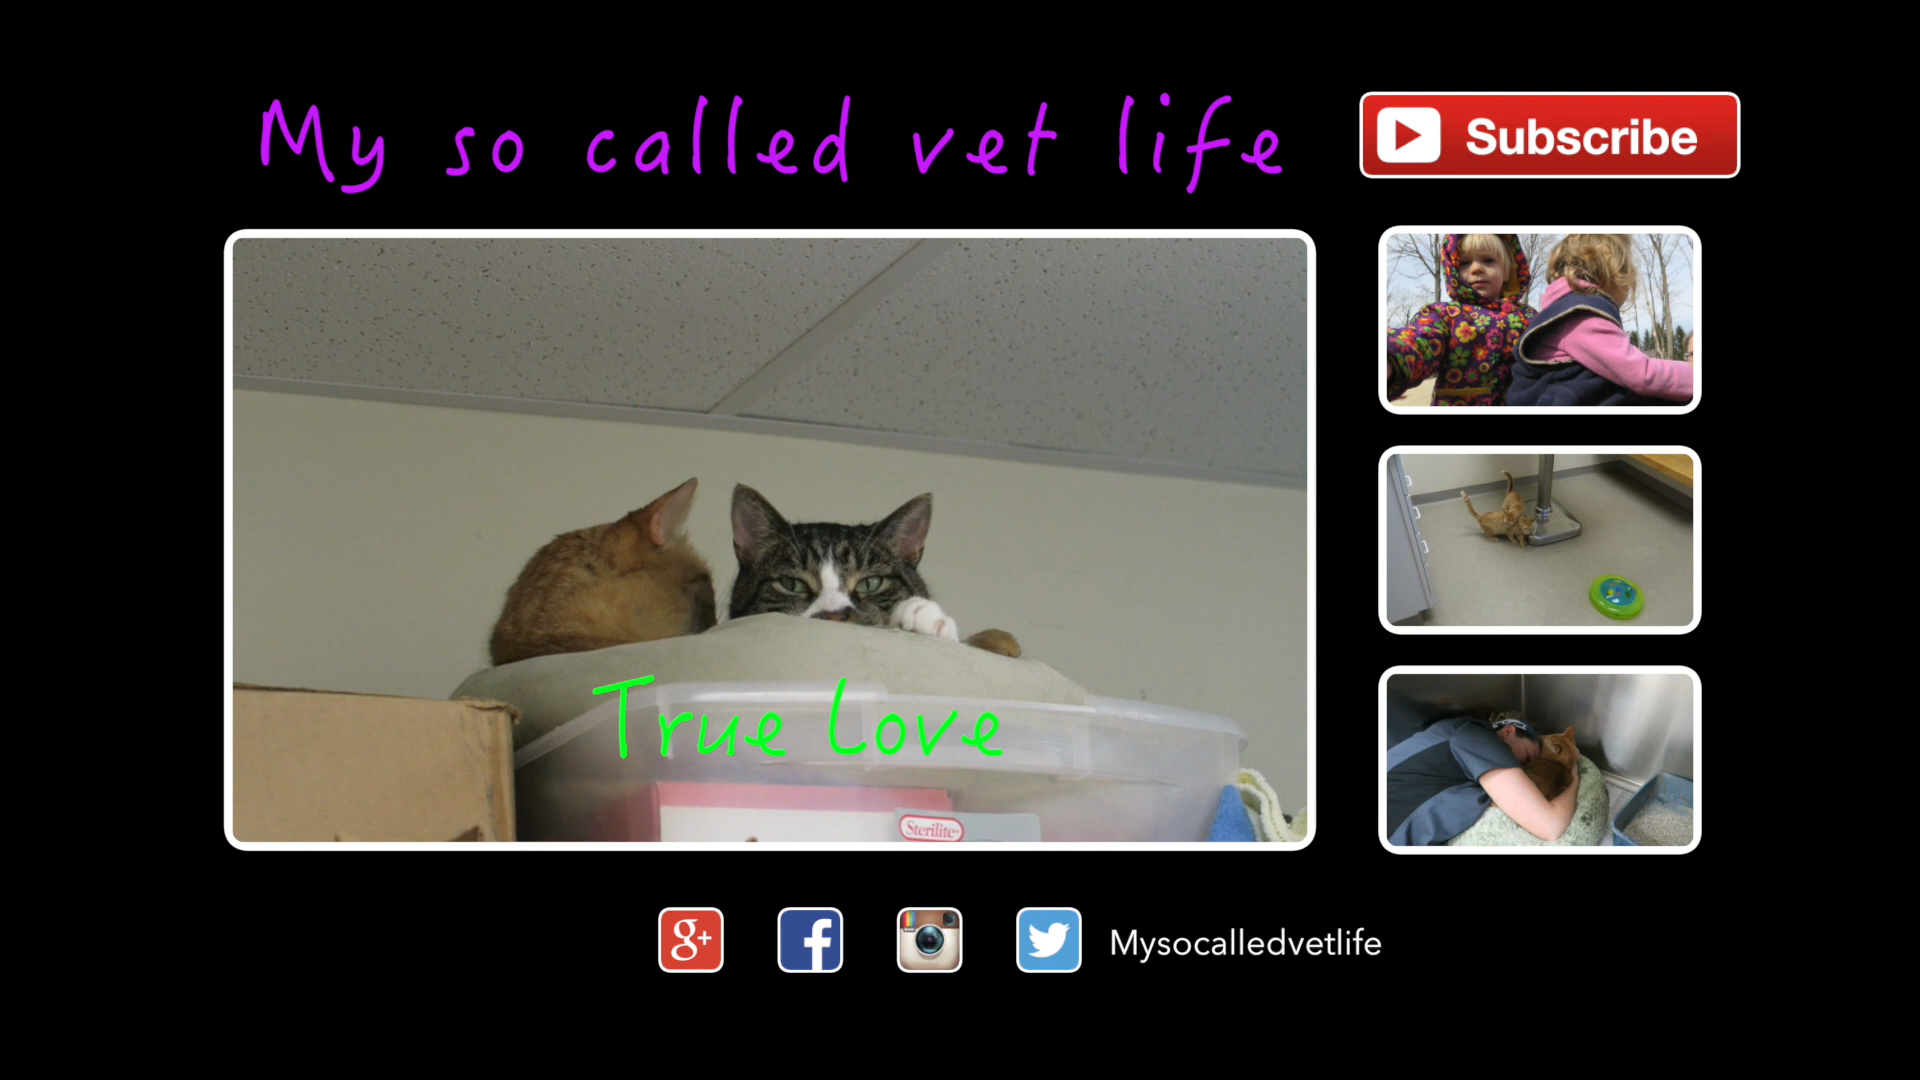 My so called vet life
Subscribe
True Love
Sterilite
g+
f
Mysocalledvetlife